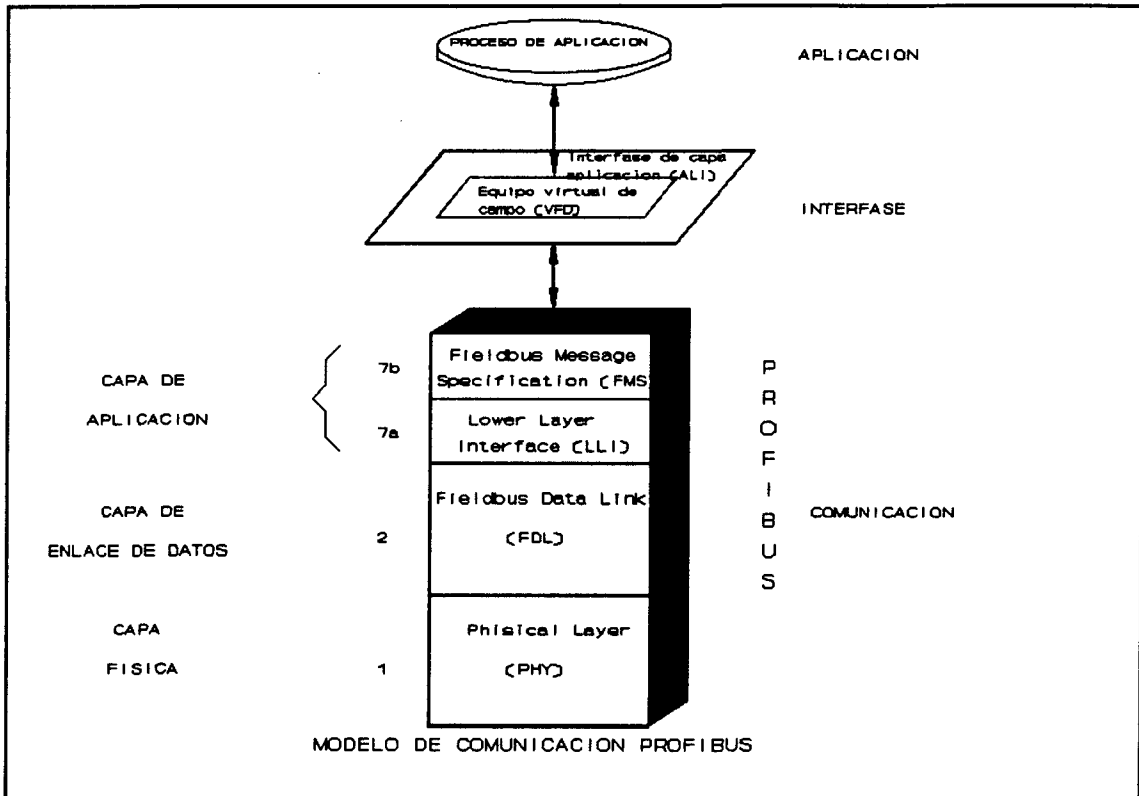 PROCESO DE APLICACION
APLICACION
Interfase de capa
aplicacion (ALI)
Equipo virtual de
campo (VFD)
INTERFASE
7b
Fieldbus Message
Specification (FMS
CAPA DE
APLICACION
7a
Lower Layer
Interface (LLI)
PROFIBUS
Fieldbus Data Link
(FDL)
CAPA DE
ENLACE DE DATOS
2
COMUNICACION
CAPA
FISICA
1
Phisical Layer
(PHY)
MODELO DE COMUNICACION PROFIBUS